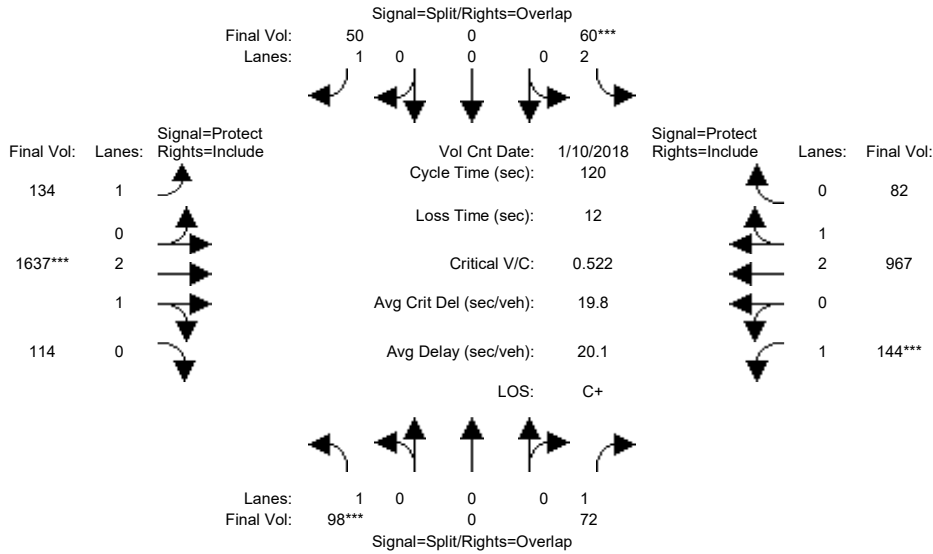 Signal=Split/Rights=Overlap
Final Vol: 50 0 60***
Lanes: 1 0 0 0 2
Signal=Protect Signal=Protect
Final Vol: Lanes: Rights=Include Vol Cnt Date: 1/10/2018 Rights=Include Lanes: Final Vol:
Cycle Time (sec): 120
134 1 0 82
Loss Time (sec): 12
0 1
1637*** 2 Critical V/C: 0.522 2 967
1 Avg Crit Del (sec/veh): 19.8 0
114 0 Avg Delay (sec/veh): 20.1 1 144***
LOS: C+
Lanes: 1 0 0 0 1
Final Vol: 98*** 0 72
Signal=Split/Rights=Overlap